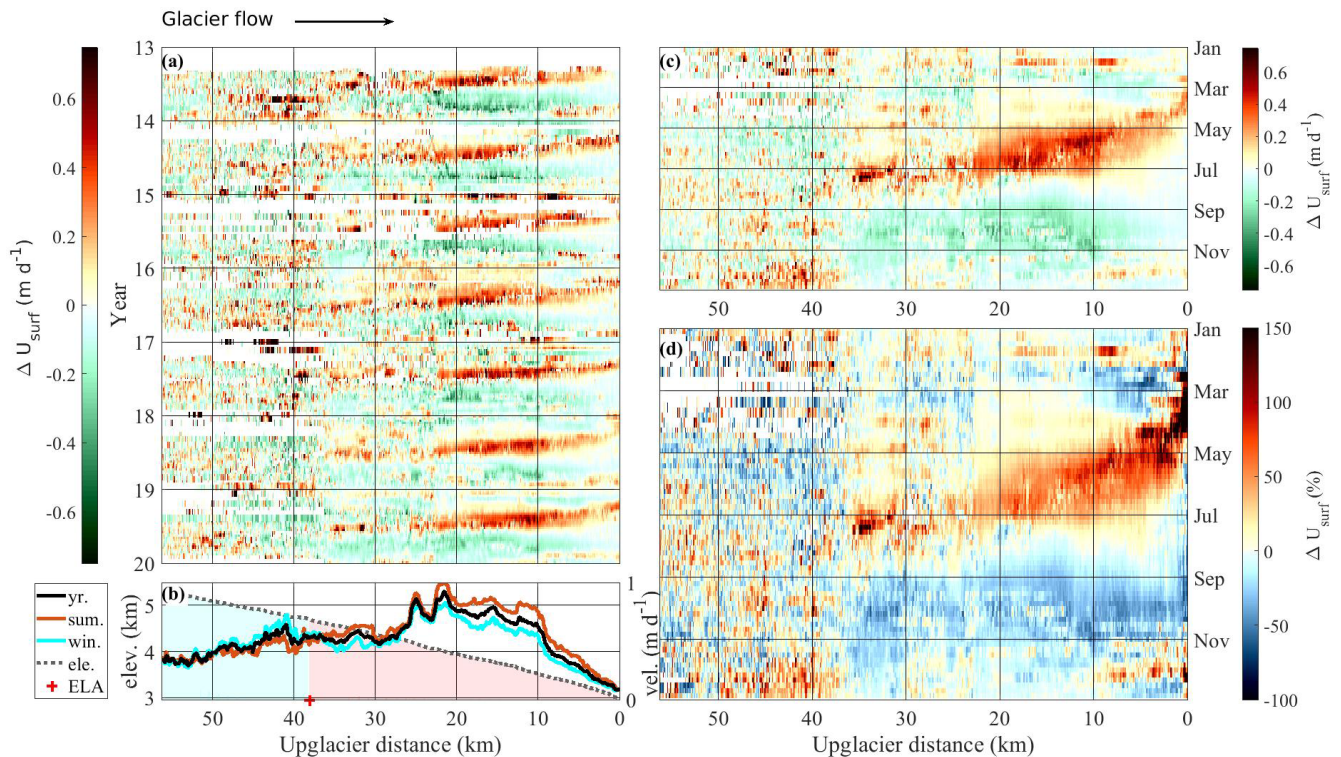 Glacier flow
(a)
13
14
15
16
17
18
19
20
Year
0.6
0.4
0.2
0
-0.2
-0.4
-0.6
Δ U surf (m d⁻¹)
(b)
yr.
sum.
win.
ele.
ELA
5
4
3
elev. (km)
1
0
vel. (m d⁻¹)
50
40
30
20
10
0
Upglacier distance (km)
(c)
Jan
Mar
May
Jul
Sep
Nov
50
40
30
20
10
0
0.6
0.4
0.2
0
-0.2
-0.4
-0.6
Δ U surf (m d⁻¹)
(d)
Jan
Mar
May
Jul
Sep
Nov
50
40
30
20
10
0
Upglacier distance (km)
150
100
50
0
-50
-100
Δ U surf (%)